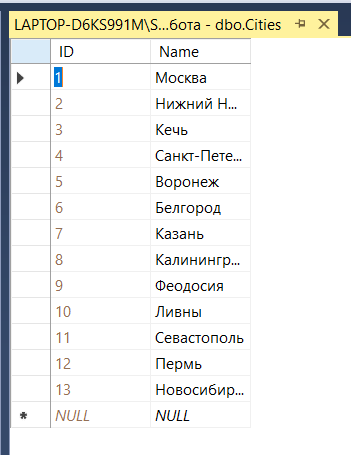 LAPTOP-D6KS991M\S...бота - dbo.Cities
ID Name
1 Москва
2 Нижний Н...
3 Кечь
4 Санкт-Пете...
5 Воронеж
6 Белгород
7 Казань
8 Калинингр...
9 Феодосия
10 Ливны
11 Севастополь
12 Пермь
13 Новосибир...
NULL NULL